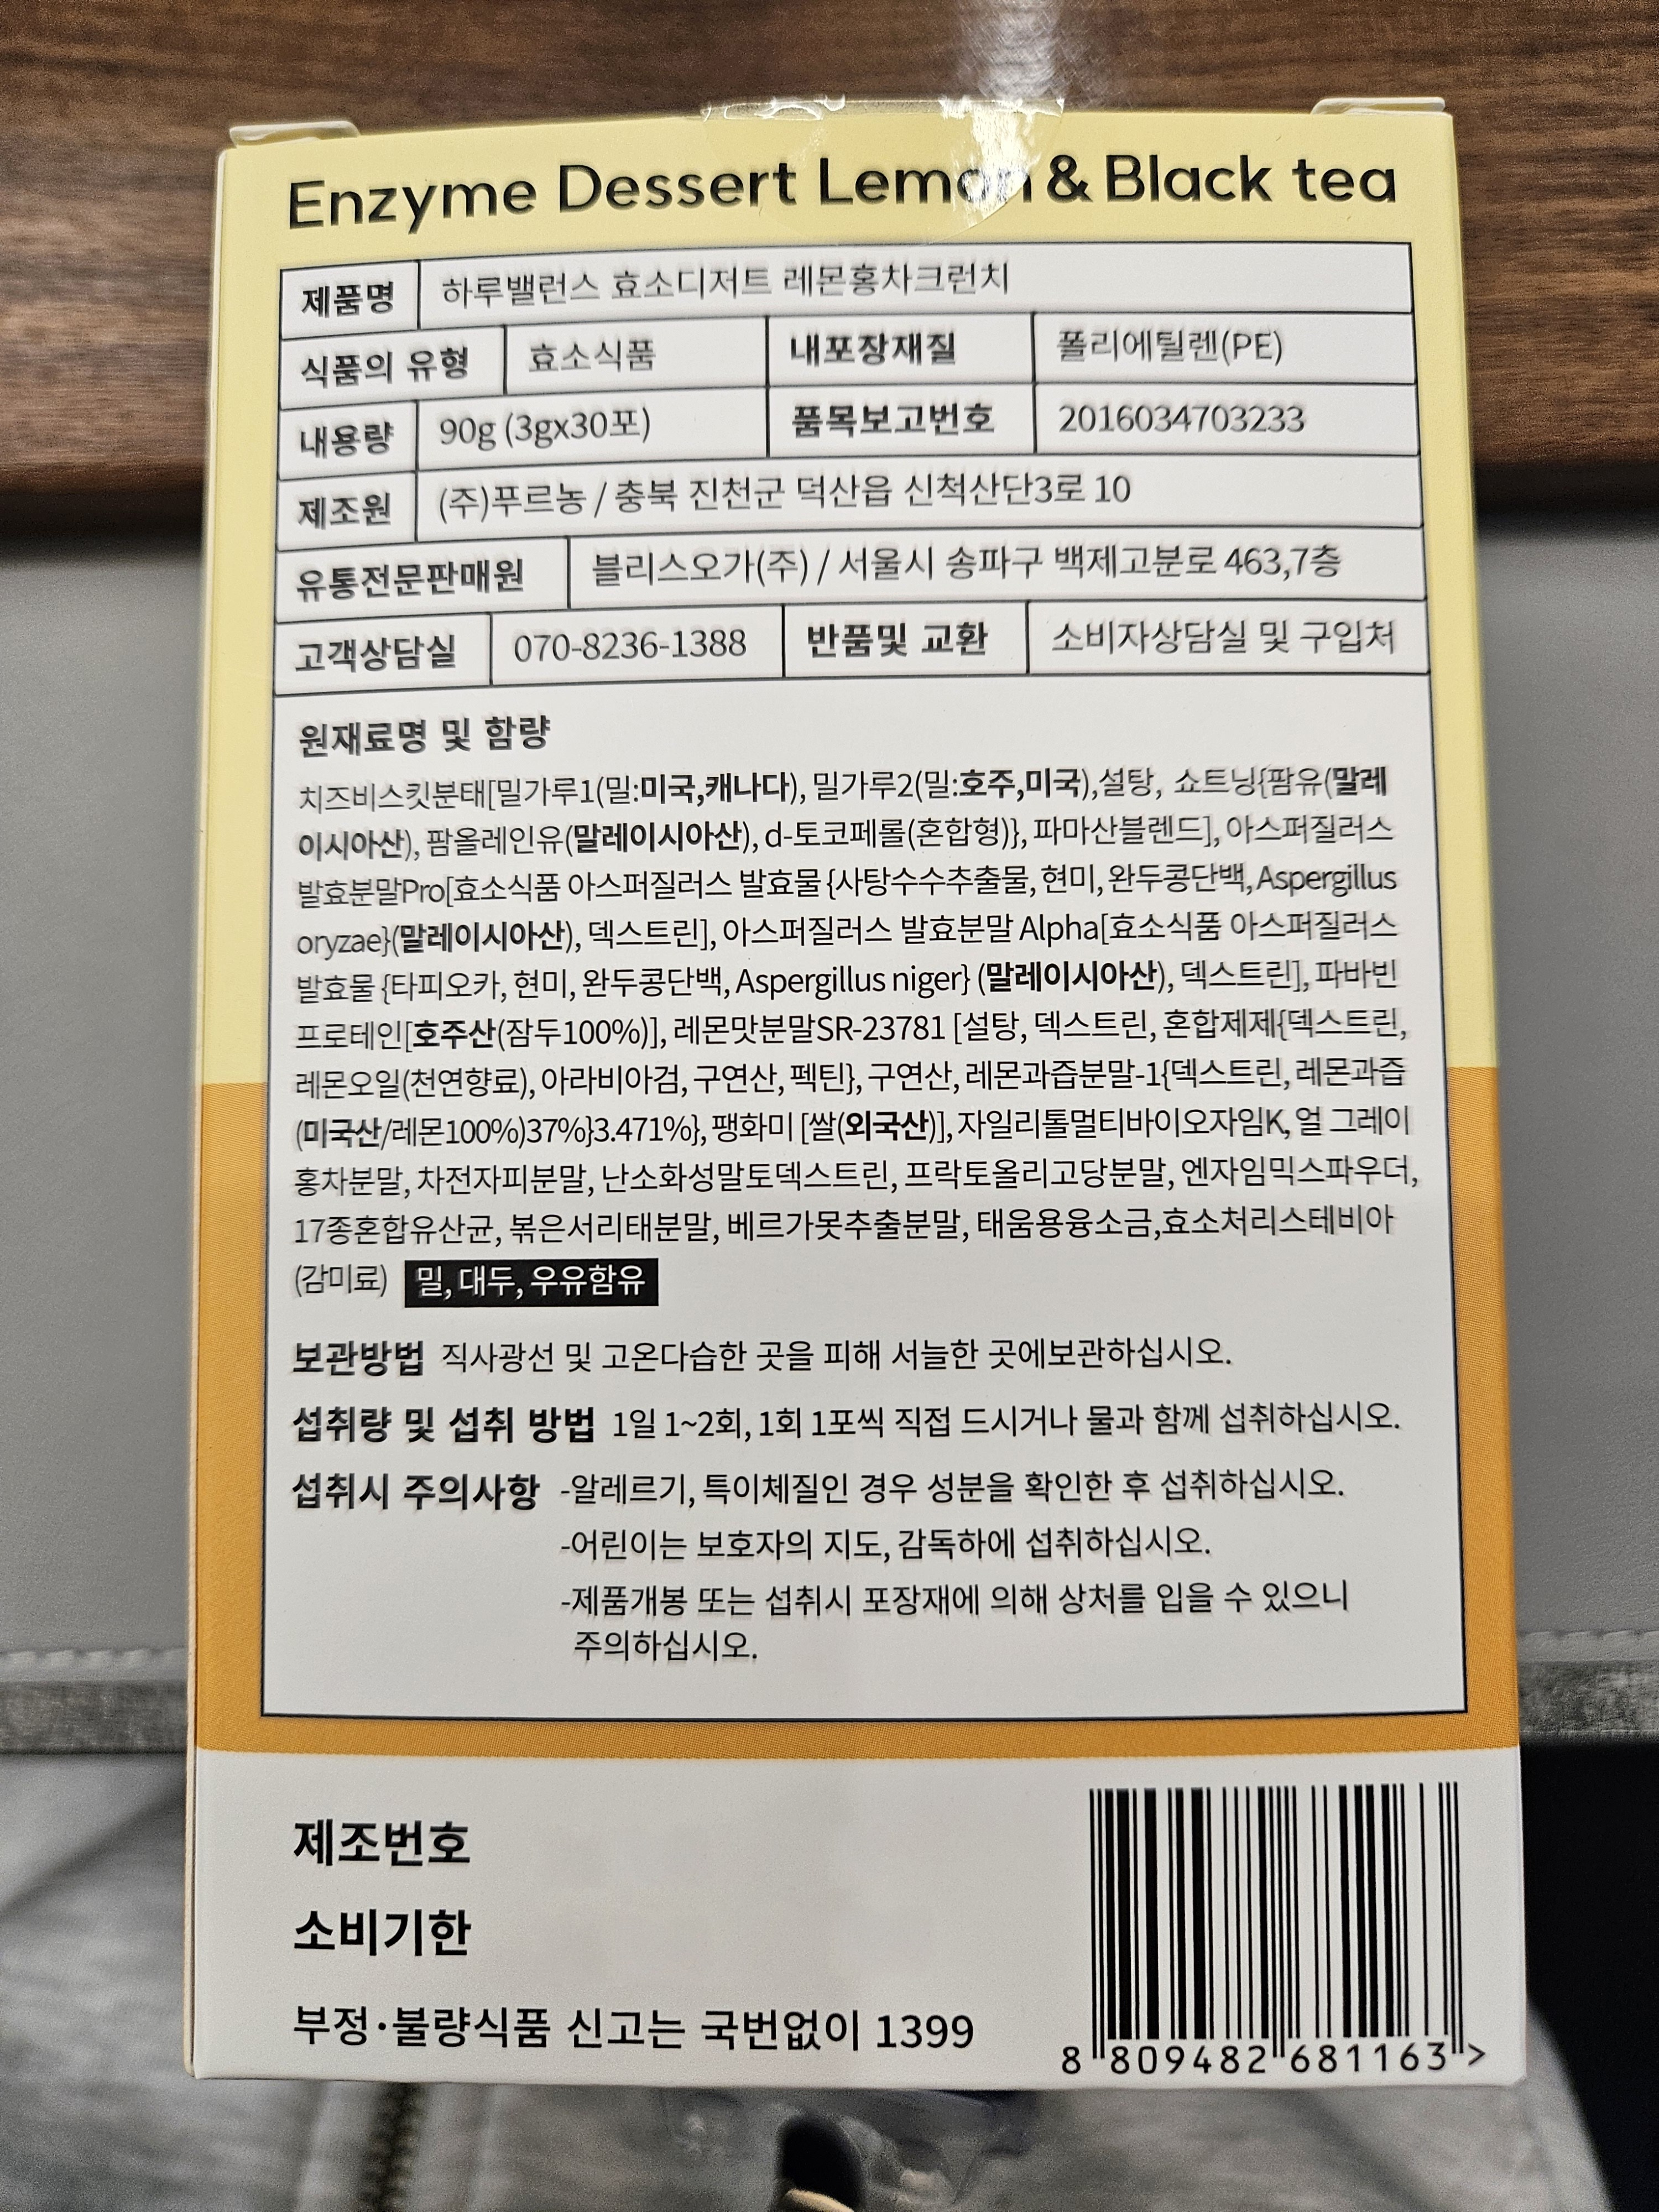 Enzyme Dessert Lemon & Black tea
제품명 하루밸런스 효소디저트 레몬홍차크런치
식품의 유형 효소식품 내포장재질 폴리에틸렌(PE)
내용량 90g (3gx30포) 품목보고번호 2016034703233
제조원 (주)푸르농 / 충북 진천군 덕산읍 신척산단3로 10
유통전문판매원 블리스오가(주) / 서울시 송파구 백제고분로 463,7층
고객상담실 070-8236-1388 반품및 교환 소비자상담실 및 구입처
원재료명 및 함량
치즈비스킷분태[밀가루1(밀:미국,캐나다), 밀가루2(밀:호주,미국),설탕, 쇼트닝{팜유(말레
이시아산), 팜올레인유(말레이시아산), d-토코페롤(혼합형)}, 파마산블렌드], 아스퍼질러스
발효분말Pro[효소식품 아스퍼질러스 발효물 {사탕수수추출물, 현미, 완두콩단백, Aspergillus
oryzae}(말레이시아산), 덱스트린], 아스퍼질러스 발효분말 Alpha[효소식품 아스퍼질러스
발효물 {타피오카, 현미, 완두콩단백, Aspergillus niger} (말레이시아산), 덱스트린], 파바빈
프로테인[호주산(잠두100%)], 레몬맛분말SR-23781 [설탕, 덱스트린, 혼합제제{덱스트린,
레몬오일(천연향료), 아라비아검, 구연산, 펙틴}, 구연산, 레몬과즙분말-1{덱스트린, 레몬과즙
(미국산/레몬100%)37%}3.471%}, 팽화미 [쌀(외국산)], 자일리톨멀티바이오자임K, 얼 그레이
홍차분말, 차전자피분말, 난소화성말토덱스트린, 프락토올리고당분말, 엔자임믹스파우더,
17종혼합유산균, 볶은서리태분말, 베르가못추출분말, 태움용융소금,효소처리스테비아
(감미료) 밀, 대두, 우유함유
보관방법 직사광선 및 고온다습한 곳을 피해 서늘한 곳에보관하십시오.
섭취량 및 섭취 방법 1일 1~2회, 1회 1포씩 직접 드시거나 물과 함께 섭취하십시오.
섭취시 주의사항 -알레르기, 특이체질인 경우 성분을 확인한 후 섭취하십시오.
-어린이는 보호자의 지도, 감독하에 섭취하십시오.
-제품개봉 또는 섭취시 포장재에 의해 상처를 입을 수 있으니
주의하십시오.
제조번호
소비기한
부정·불량식품 신고는 국번없이 1399
8 809482 681163 >